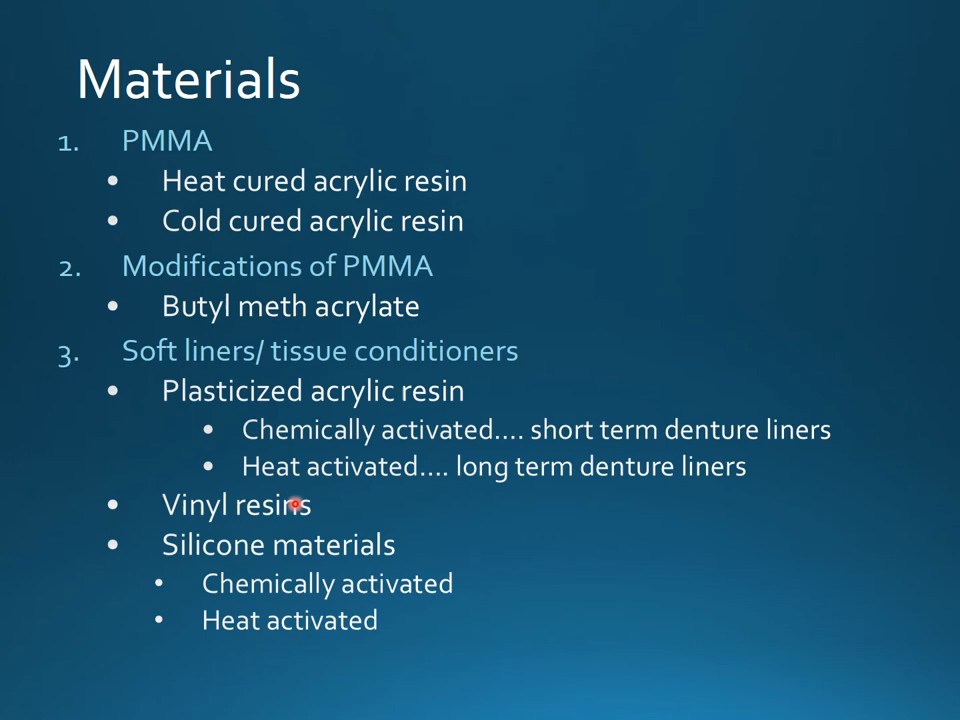 Materials
1. PMMA
• Heat cured acrylic resin
• Cold cured acrylic resin
2. Modifications of PMMA
• Butyl meth acrylate
3. Soft liners/ tissue conditioners
• Plasticized acrylic resin
• Chemically activated.... short term denture liners
• Heat activated.... long term denture liners
• Vinyl resins
• Silicone materials
• Chemically activated
• Heat activated